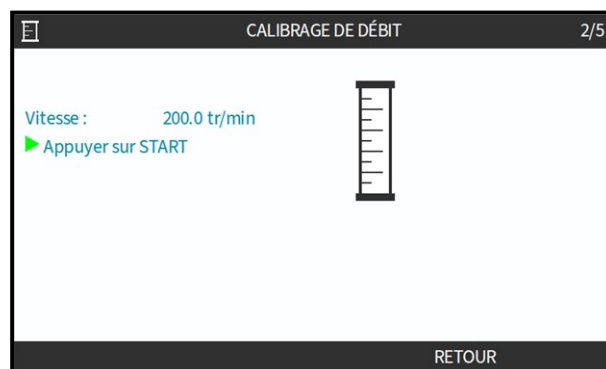 CALIBRAGE DE DÉBIT 2/5
Vitesse : 200.0 tr/min
Appuyer sur START
RETOUR